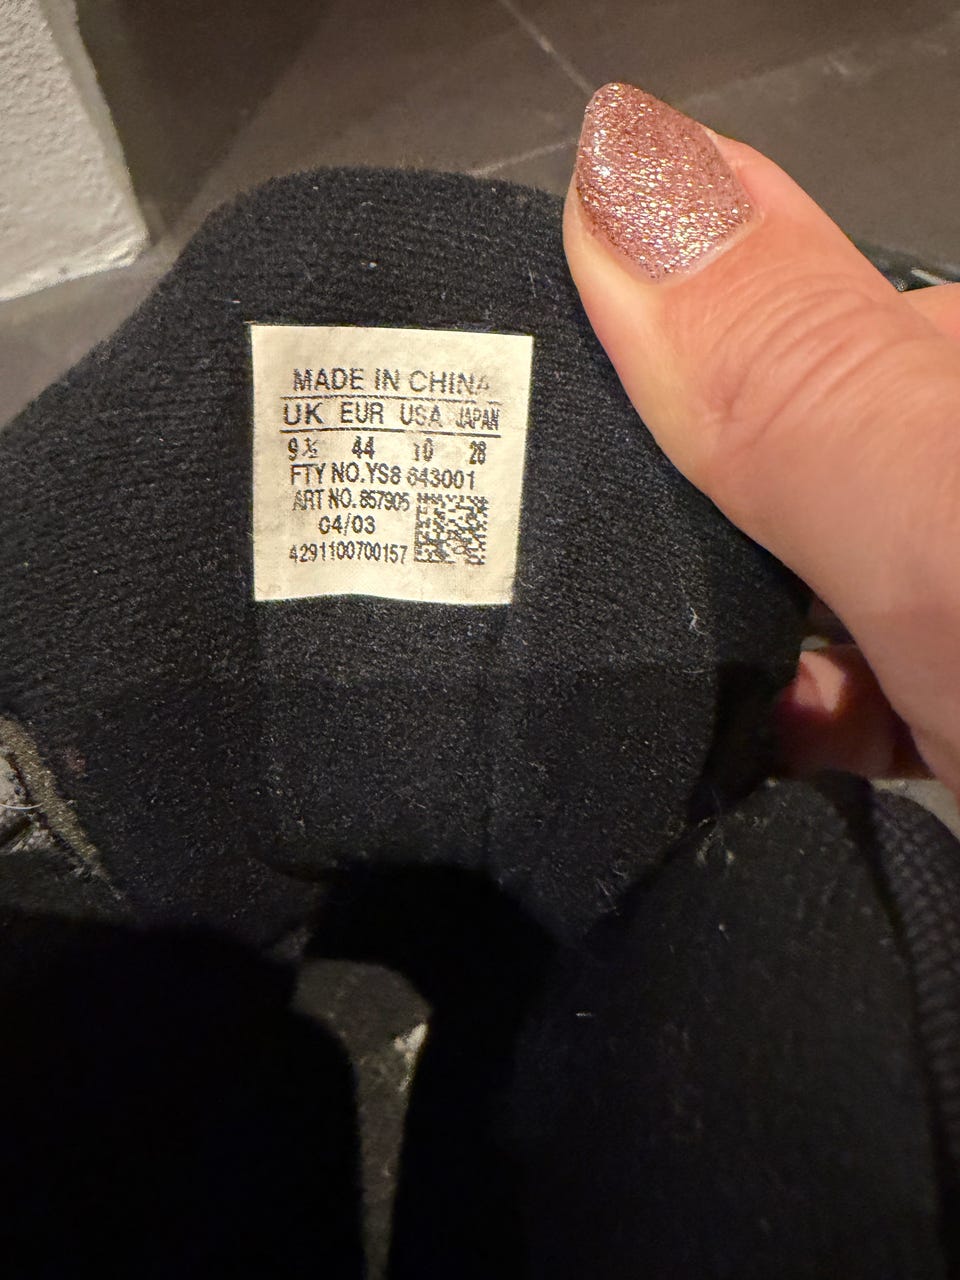 MADE IN CHINA
UK EUR USA JAPAN
9½ 44 10 28
FTY NO.YS8 643001
ART NO. 857905
04/03
4291100700157